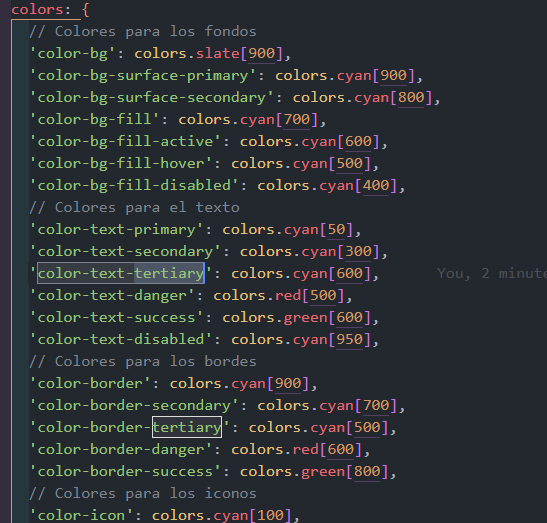 colors: {
// Colores para los fondos
'color-bg': colors.slate[900],
'color-bg-surface-primary': colors.cyan[900],
'color-bg-surface-secondary': colors.cyan[800],
'color-bg-fill': colors.cyan[700],
'color-bg-fill-active': colors.cyan[600],
'color-bg-fill-hover': colors.cyan[500],
'color-bg-fill-disabled': colors.cyan[400],
// Colores para el texto
'color-text-primary': colors.cyan[50],
'color-text-secondary': colors.cyan[300],
'color-text-tertiary': colors.cyan[600], You, 2 minute
'color-text-danger': colors.red[500],
'color-text-success': colors.green[600],
'color-text-disabled': colors.cyan[950],
// Colores para los bordes
'color-border': colors.cyan[900],
'color-border-secondary': colors.cyan[700],
'color-border-tertiary': colors.cyan[500],
'color-border-danger': colors.red[600],
'color-border-success': colors.green[800],
// Colores para los iconos
'color-icon': colors.cyan[100],